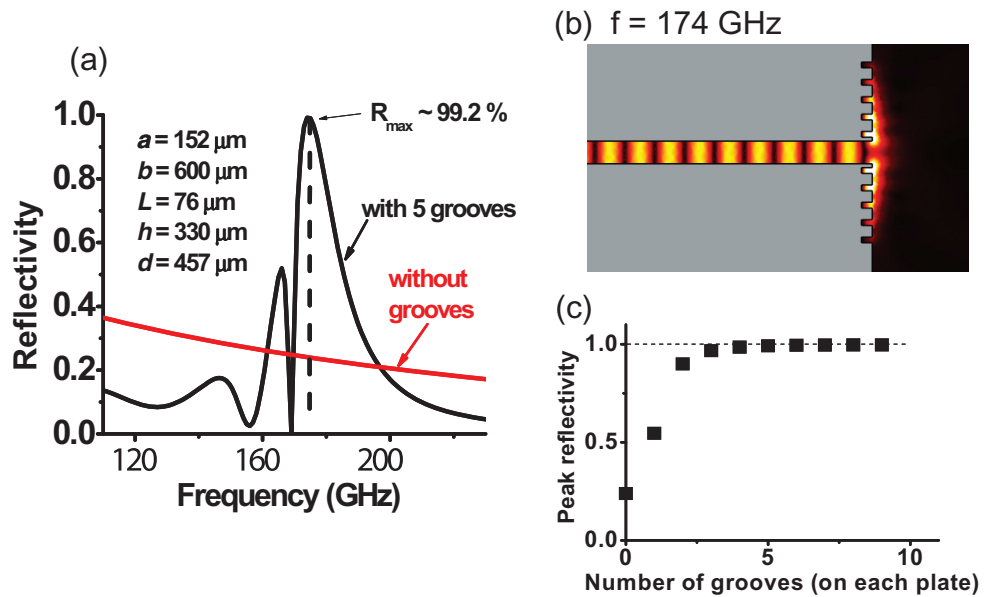 (a)
Reflectivity
1.0
0.8
0.6
0.4
0.2
0.0
a = 152 μm
b = 600 μm
L = 76 μm
h = 330 μm
d = 457 μm
Rmax ~ 99.2 %
with 5 grooves
without
grooves
120 160 200
Frequency (GHz)
(b) f = 174 GHz
(c)
Peak reflectivity
1.0
0.5
0.0
0 5 10
Number of grooves (on each plate)